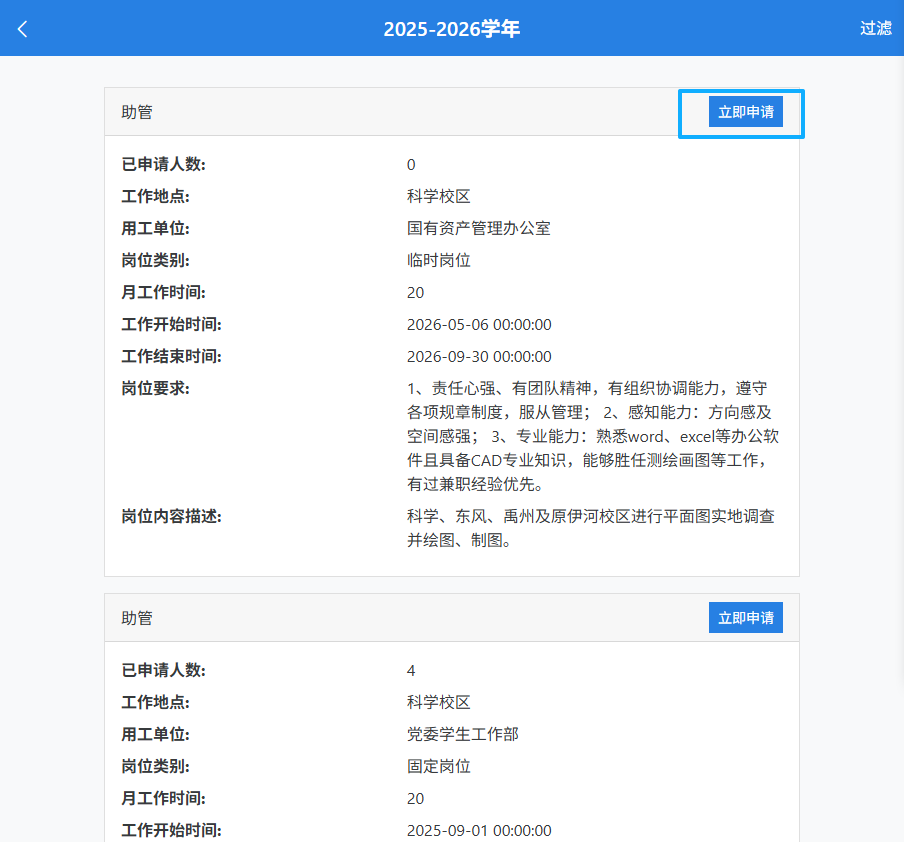 2025-2026学年
过滤
助管
立即申请
已申请人数: 0
工作地点: 科学校区
用工单位: 国有资产管理办公室
岗位类别: 临时岗位
月工作时间: 20
工作开始时间: 2026-05-06 00:00:00
工作结束时间: 2026-09-30 00:00:00
岗位要求: 1、责任心强、有团队精神，有组织协调能力，遵守
各项规章制度，服从管理； 2、感知能力：方向感及
空间感强； 3、专业能力：熟悉word、excel等办公软
件且具备CAD专业知识，能够胜任测绘画图等工作，
有过兼职经验优先。
岗位内容描述: 科学、东风、禹州及原伊河校区进行平面图实地调查
并绘图、制图。
助管
立即申请
已申请人数: 4
工作地点: 科学校区
用工单位: 党委学生工作部
岗位类别: 固定岗位
月工作时间: 20
工作开始时间: 2025-09-01 00:00:00